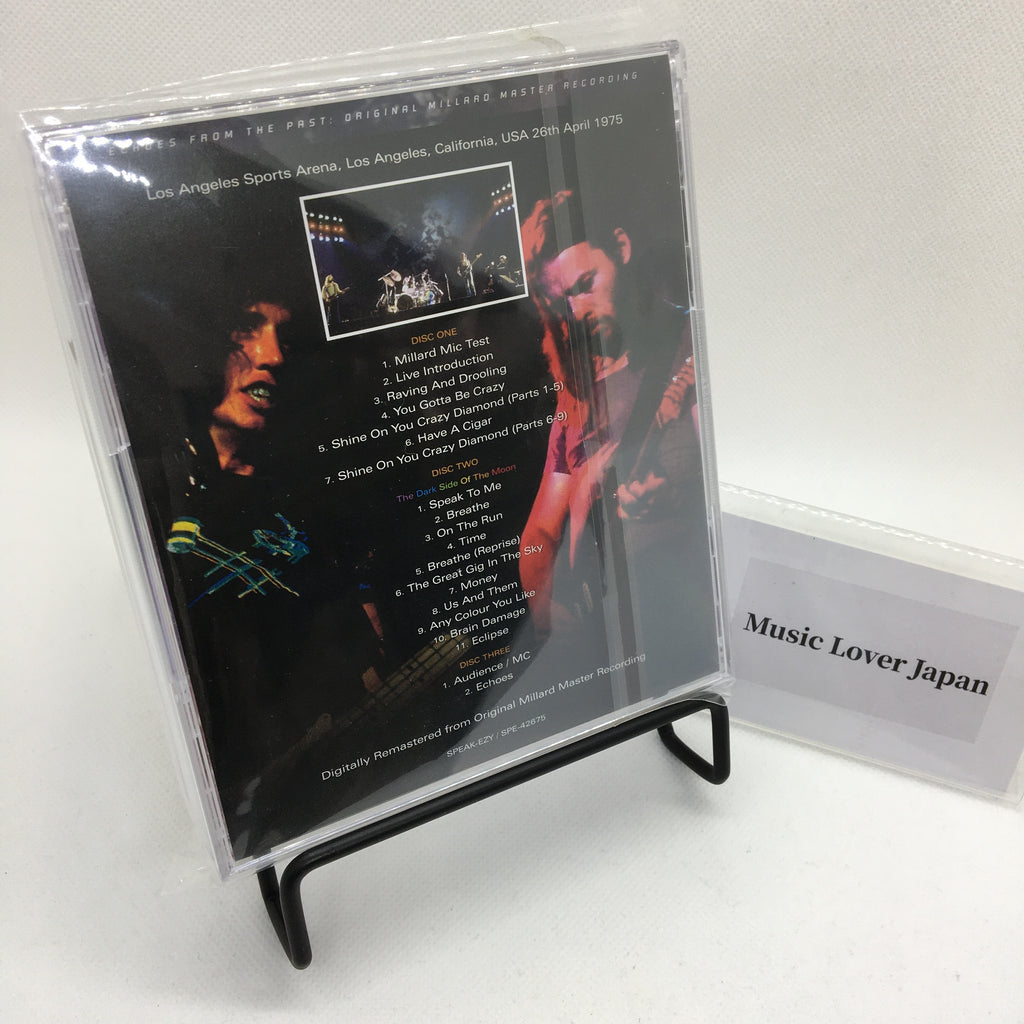 ECHOES FROM THE PAST: ORIGINAL MILLARD MASTER RECORDING
Los Angeles Sports Arena, Los Angeles, California, USA 26th April 1975
DISC ONE
1. Millard Mic Test
2. Live Introduction
3. Raving And Drooling
4. You Gotta Be Crazy
5. Shine On You Crazy Diamond (Parts 1-5)
6. Have A Cigar
7. Shine On You Crazy Diamond (Parts 6-9)
DISC TWO
The Dark Side Of The Moon
1. Speak To Me
2. Breathe
3. On The Run
4. Time
5. Breathe (Reprise)
6. The Great Gig In The Sky
7. Money
8. Us And Them
9. Any Colour You Like
10. Brain Damage
11. Eclipse
DISC THREE
1. Audience / MC
2. Echoes
Digitally Remastered from Original Millard Master Recording
SPEAK-EZY / SPE-42675
Music Lover Japan